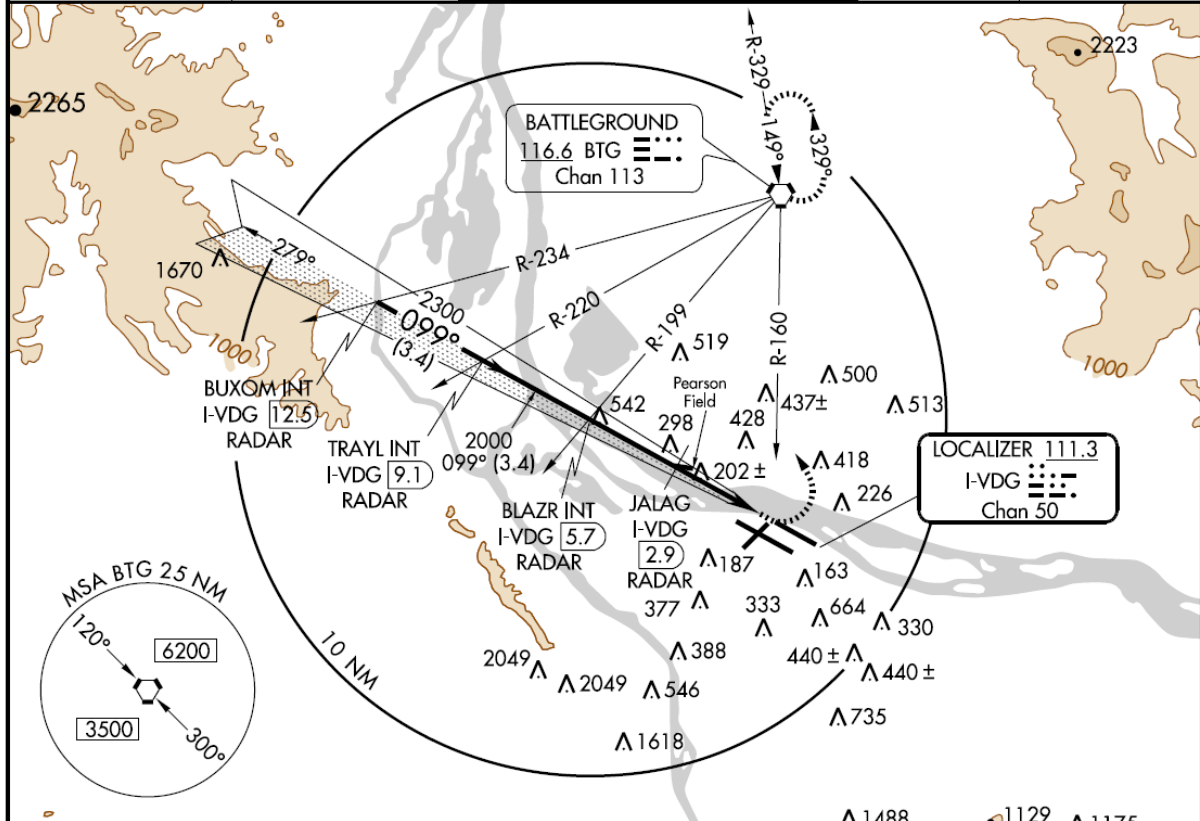 2265
2223
R-329
149°
329°
BATTLEGROUND
116.6 BTG
Chan 113
1670
279°
R-234
2300
099°
(3.4)
R-220
R-199
R-160
1000
1000
BUXOM INT
I-VDG 12.5
RADAR
TRAYL INT
I-VDG 9.1
RADAR
2000
099° (3.4)
BLAZR INT
I-VDG 5.7
RADAR
JALAG
I-VDG
2.9
RADAR
542
519
Pearson
Field
298
202 ±
428
437±
500
513
418
226
LOCALIZER 111.3
I-VDG
Chan 50
187
163
377
333
664
330
388
440 ±
440 ±
2049
2049
546
735
1618
10 NM
MSA BTG 25 NM
120°
6200
3500
300°
1488
1129
1175